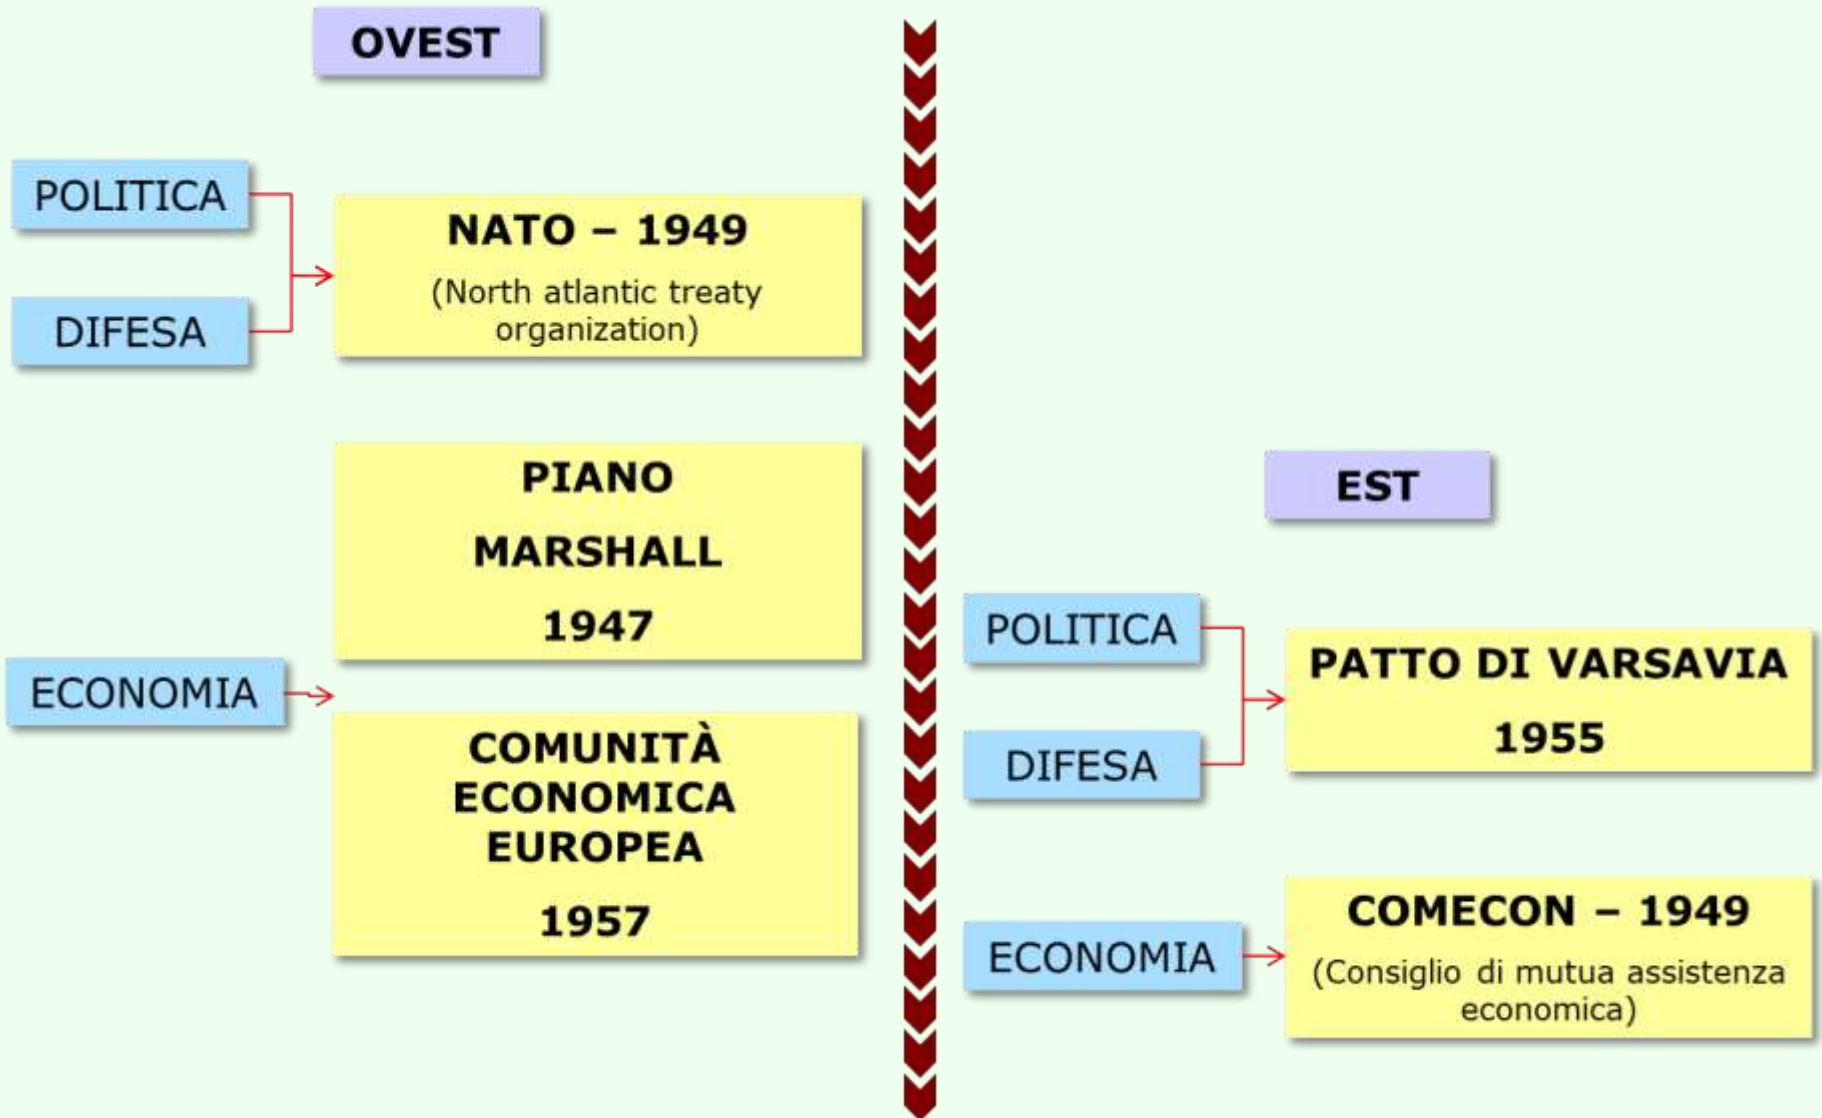 OVEST
POLITICA
DIFESA
NATO – 1949
(North atlantic treaty
organization)
PIANO
MARSHALL
1947
ECONOMIA
COMUNITÀ
ECONOMICA
EUROPEA
1957
EST
POLITICA
DIFESA
PATTO DI VARSAVIA
1955
ECONOMIA
COMECON – 1949
(Consiglio di mutua assistenza
economica)